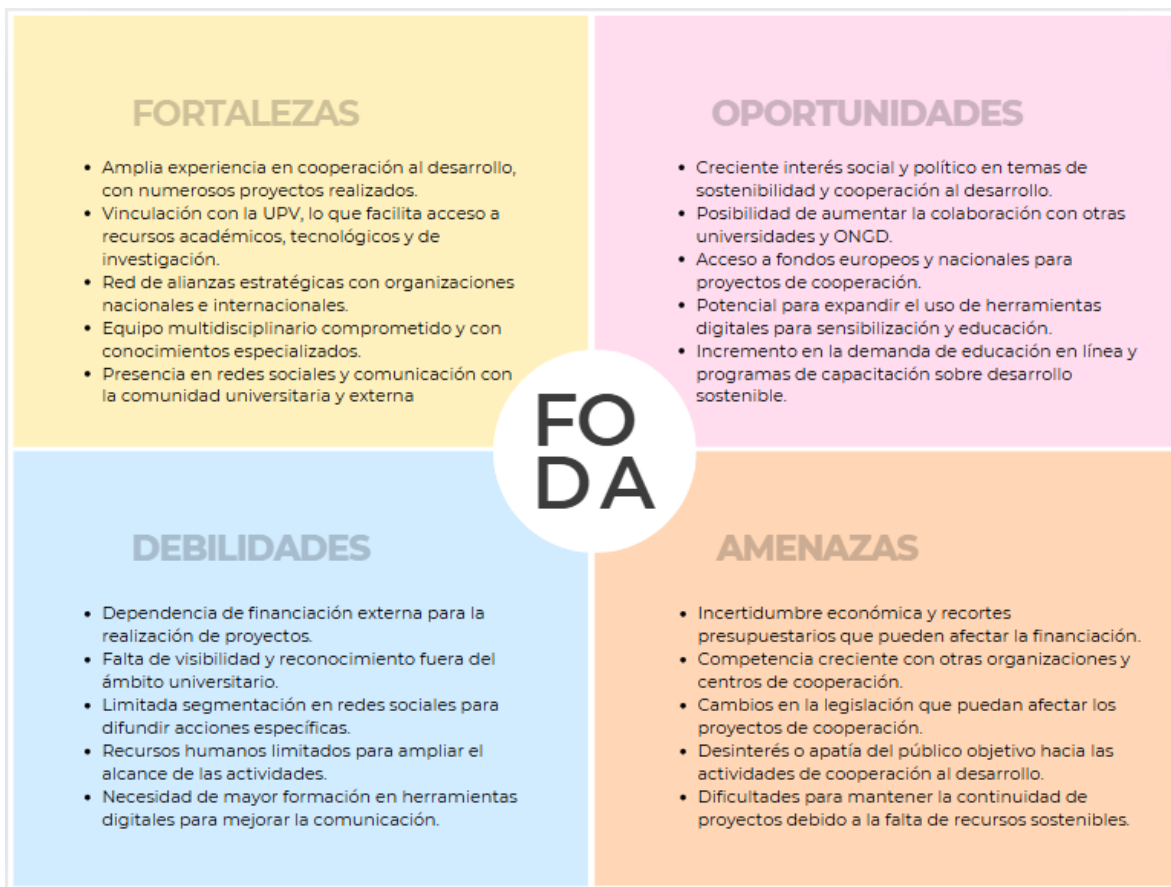 FORTALEZAS
• Amplia experiencia en cooperación al desarrollo,
con numerosos proyectos realizados.
• Vinculación con la UPV, lo que facilita acceso a
recursos académicos, tecnológicos y de
investigación.
• Red de alianzas estratégicas con organizaciones
nacionales e internacionales.
• Equipo multidisciplinario comprometido y con
conocimientos especializados.
• Presencia en redes sociales y comunicación con
la comunidad universitaria y externa
OPORTUNIDADES
• Creciente interés social y político en temas de
sostenibilidad y cooperación al desarrollo.
• Posibilidad de aumentar la colaboración con otras
universidades y ONGD.
• Acceso a fondos europeos y nacionales para
proyectos de cooperación.
• Potencial para expandir el uso de herramientas
digitales para sensibilización y educación.
• Incremento en la demanda de educación en línea y
programas de capacitación sobre desarrollo
sostenible.
FO
DA
DEBILIDADES
• Dependencia de financiación externa para la
realización de proyectos.
• Falta de visibilidad y reconocimiento fuera del
ámbito universitario.
• Limitada segmentación en redes sociales para
difundir acciones específicas.
• Recursos humanos limitados para ampliar el
alcance de las actividades.
• Necesidad de mayor formación en herramientas
digitales para mejorar la comunicación.
AMENAZAS
• Incertidumbre económica y recortes
presupuestarios que pueden afectar la financiación.
• Competencia creciente con otras organizaciones y
centros de cooperación.
• Cambios en la legislación que puedan afectar los
proyectos de cooperación.
• Desinterés o apatía del público objetivo hacia las
actividades de cooperación al desarrollo.
• Dificultades para mantener la continuidad de
proyectos debido a la falta de recursos sostenibles.